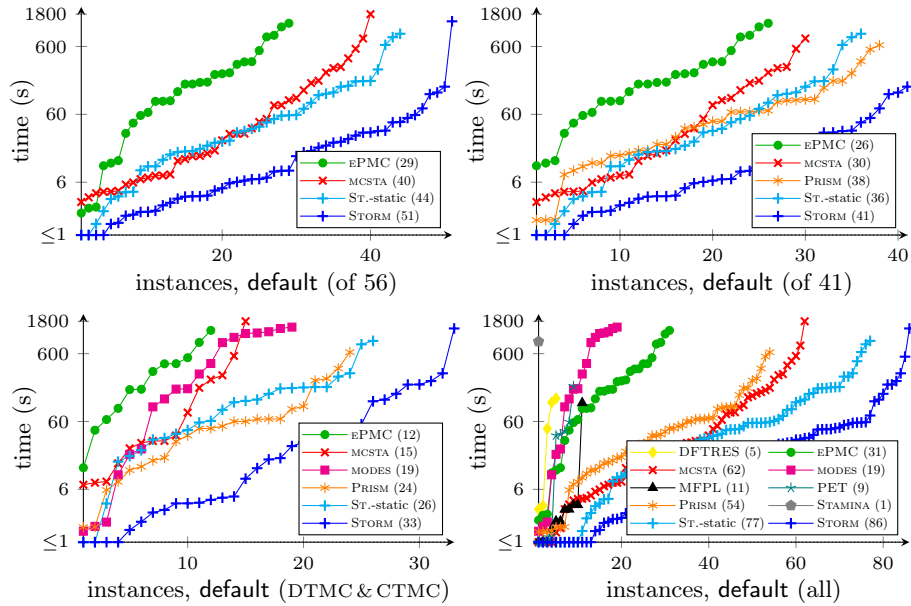 1800
600
60
6
≤1
time (s)
20
40
instances, default (of 56)
EPMC (29)
MCSTA (40)
ST.-static (44)
STORM (51)
1800
600
60
6
≤1
time (s)
10
20
30
40
instances, default (of 41)
EPMC (26)
MCSTA (30)
PRISM (38)
ST.-static (36)
STORM (41)
1800
600
60
6
≤1
time (s)
10
20
30
instances, default (DTMC & CTMC)
EPMC (12)
MCSTA (15)
MODES (19)
PRISM (24)
ST.-static (26)
STORM (33)
1800
600
60
6
≤1
time (s)
20
40
60
80
instances, default (all)
DFTRES (5) EPMC (31)
MCSTA (62) MODES (19)
MFPL (11) PET (9)
PRISM (54) STAMINA (1)
ST.-static (77) STORM (86)